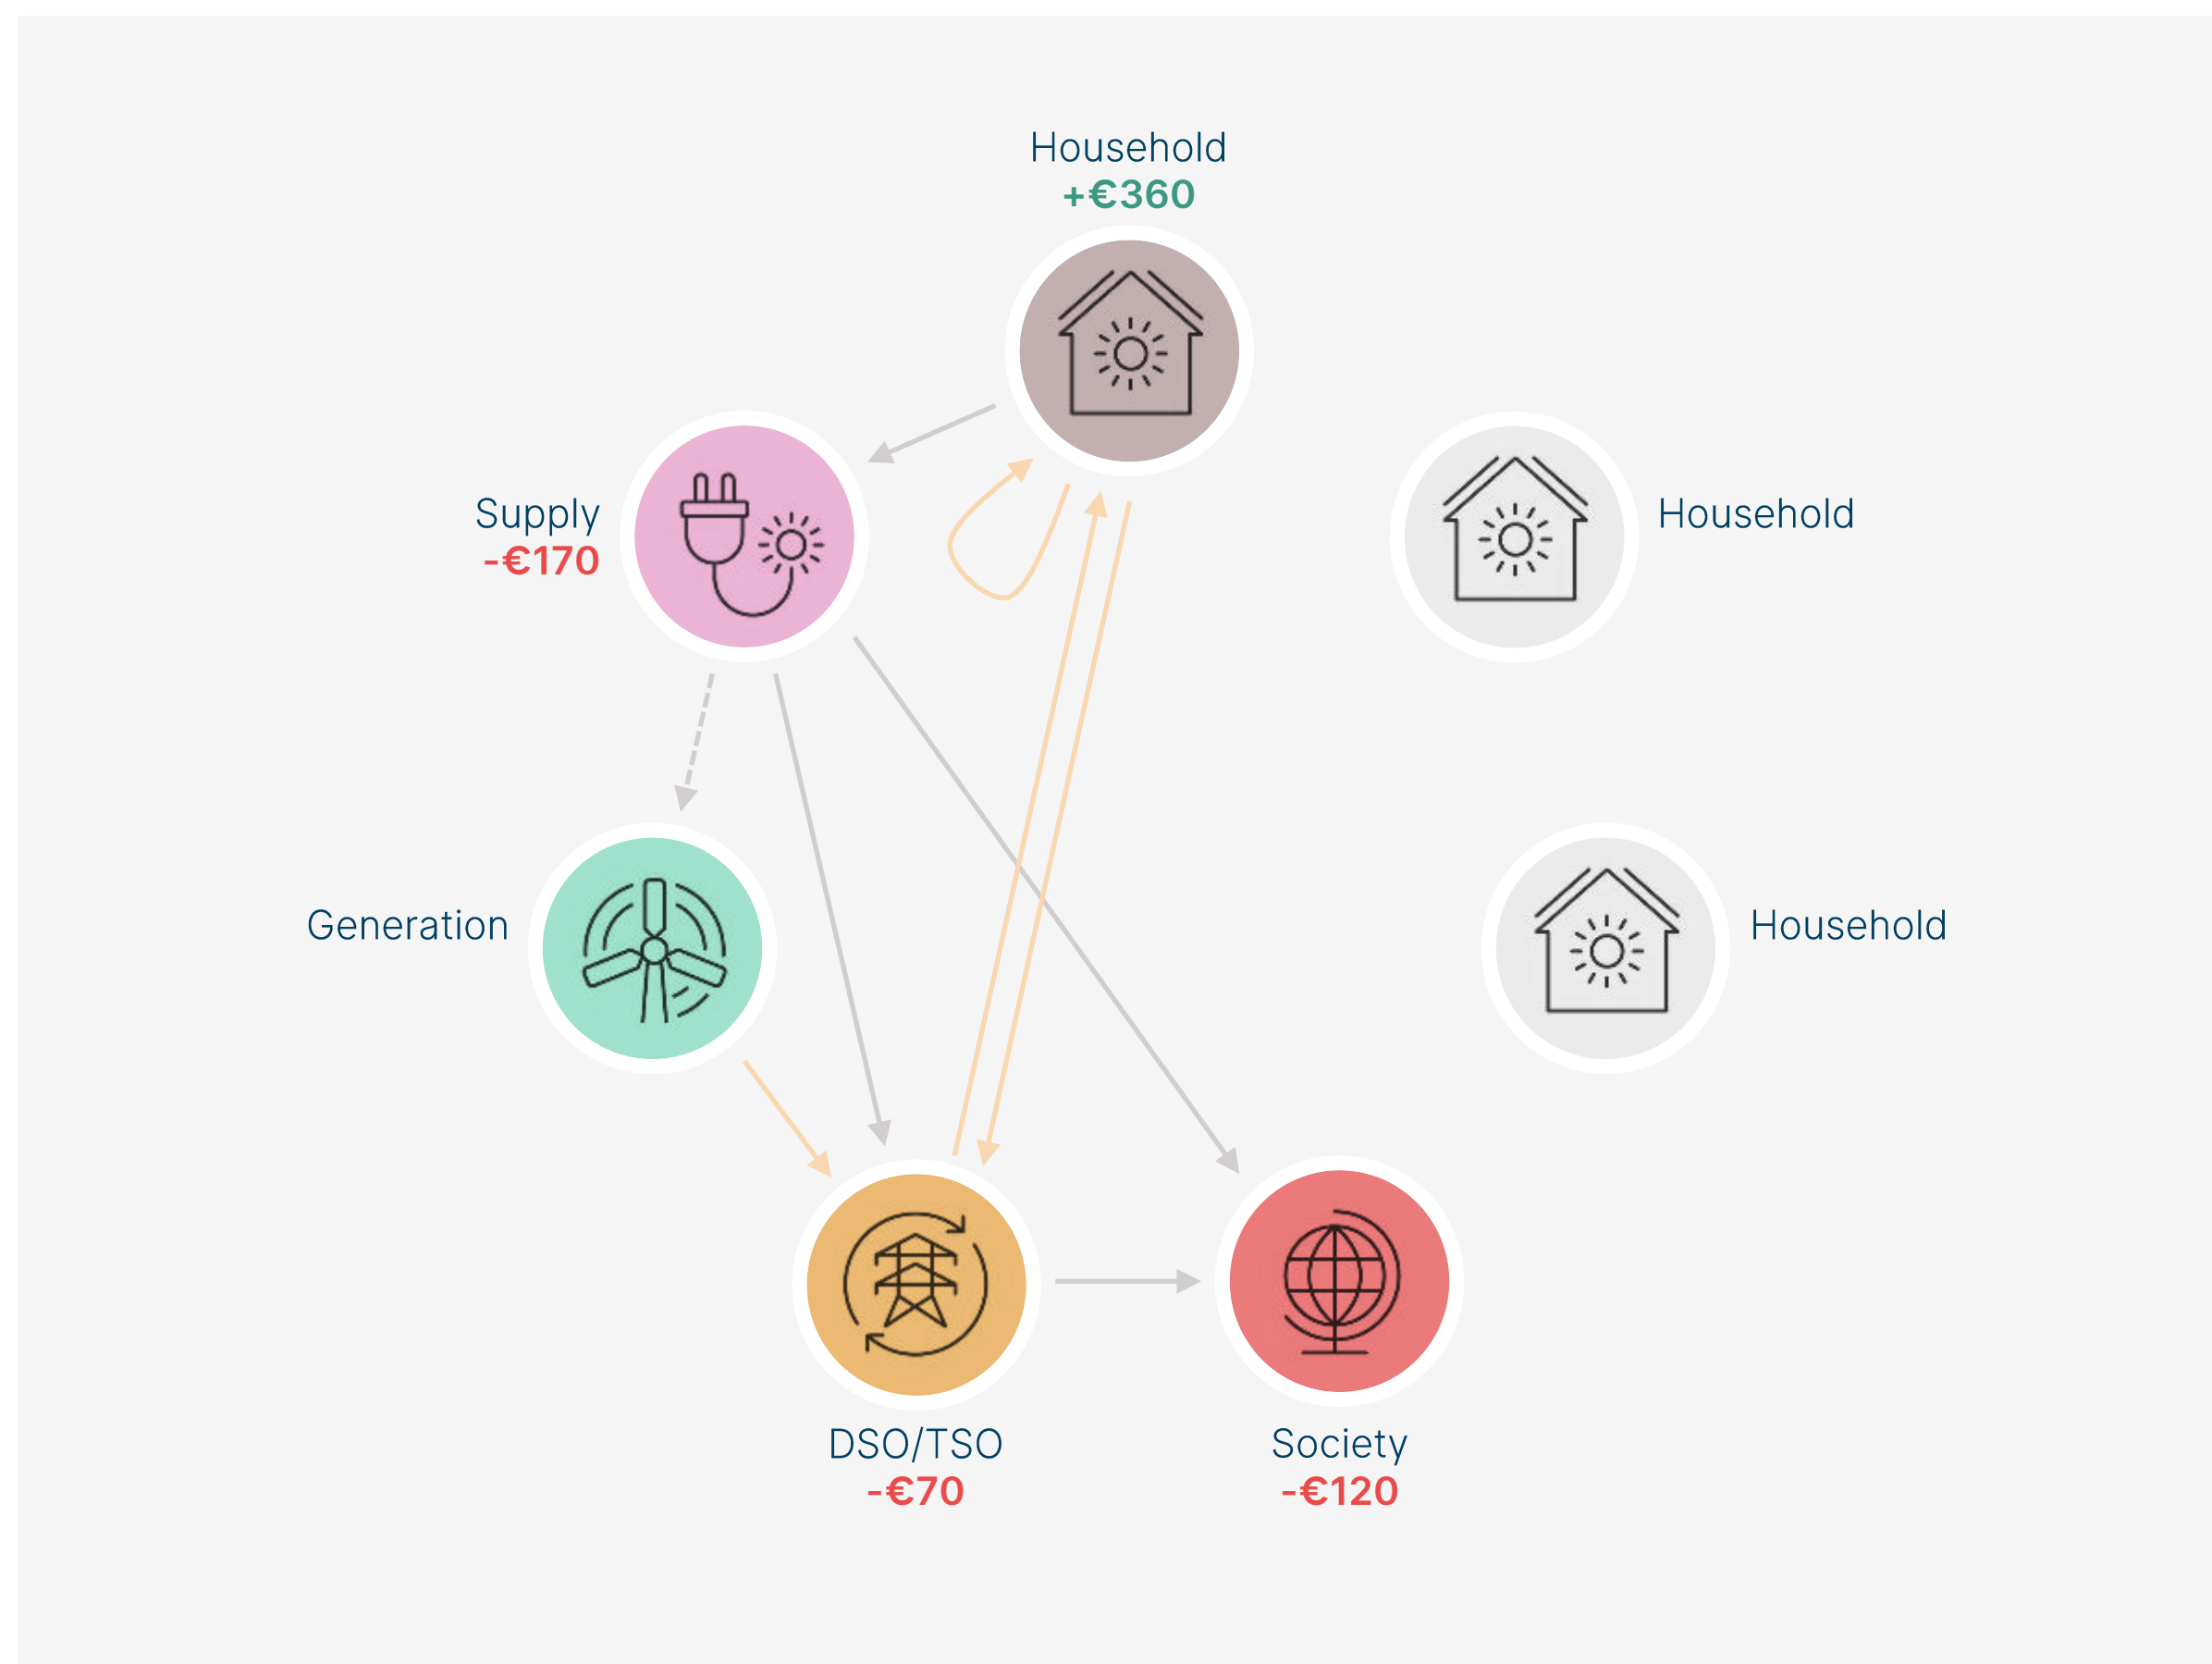 Household
+€360
Supply
-€170
Household
Generation
Household
DSO/TSO
-€70
Society
-€120